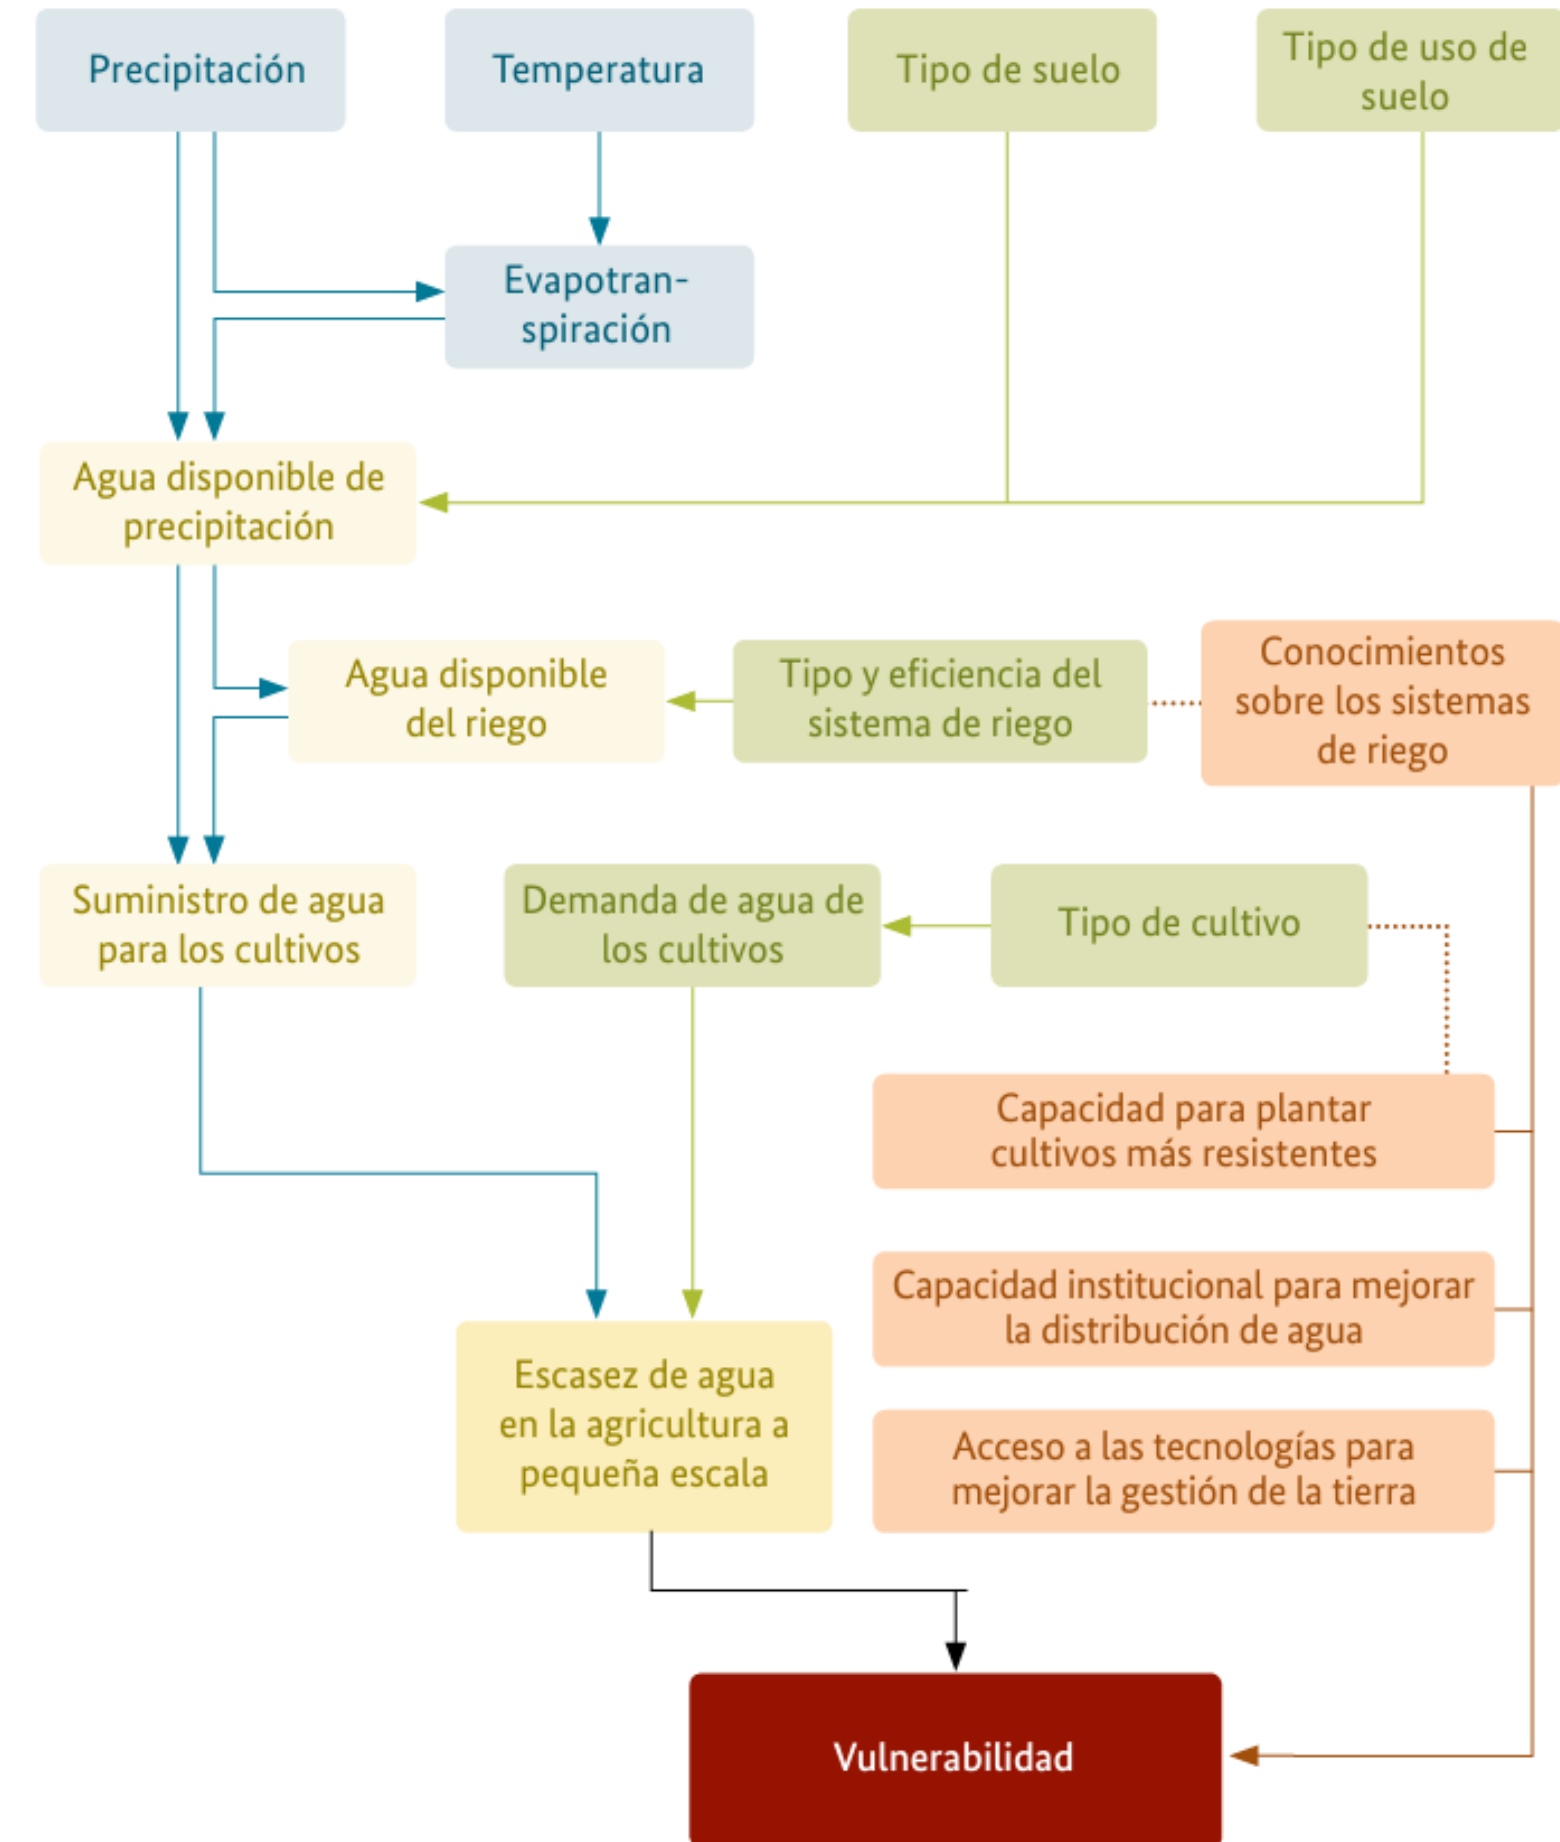 Precipitación
Temperatura
Tipo de suelo
Tipo de uso de
suelo
Evapotran-
spiración
Agua disponible de
precipitación
Agua disponible
del riego
Tipo y eficiencia del
sistema de riego
Conocimientos
sobre los sistemas
de riego
Suministro de agua
para los cultivos
Demanda de agua de
los cultivos
Tipo de cultivo
Capacidad para plantar
cultivos más resistentes
Capacidad institucional para mejorar
la distribución de agua
Escasez de agua
en la agricultura a
pequeña escala
Acceso a las tecnologías para
mejorar la gestión de la tierra
Vulnerabilidad